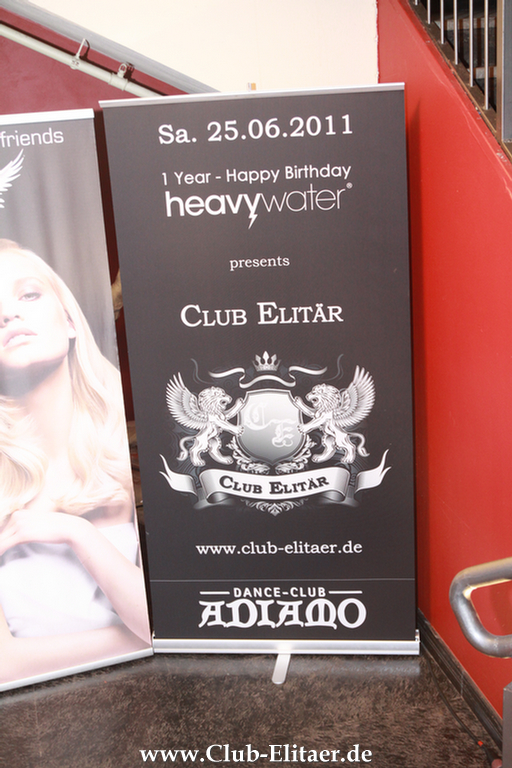 friends
Sa. 25.06.2011
1 Year - Happy Birthday
heavywater®
presents
CLUB ELITÄR
CE
CLUB ELITÄR
www.club-elitaer.de
DANCE-CLUB
ADIAMO
www.Club-Elitaer.de